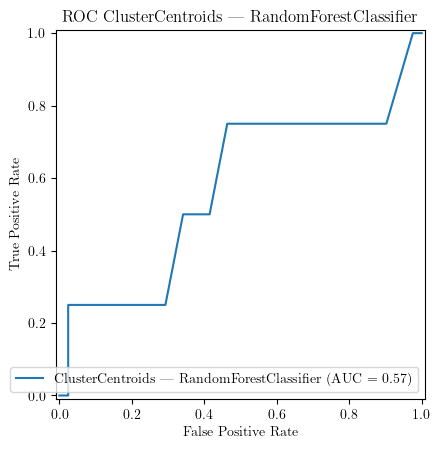 ROC ClusterCentroids — RandomForestClassifier
1.0
0.8
0.6
0.4
0.2
0.0
True Positive Rate
ClusterCentroids — RandomForestClassifier (AUC = 0.57)
0.0 0.2 0.4 0.6 0.8 1.0
False Positive Rate